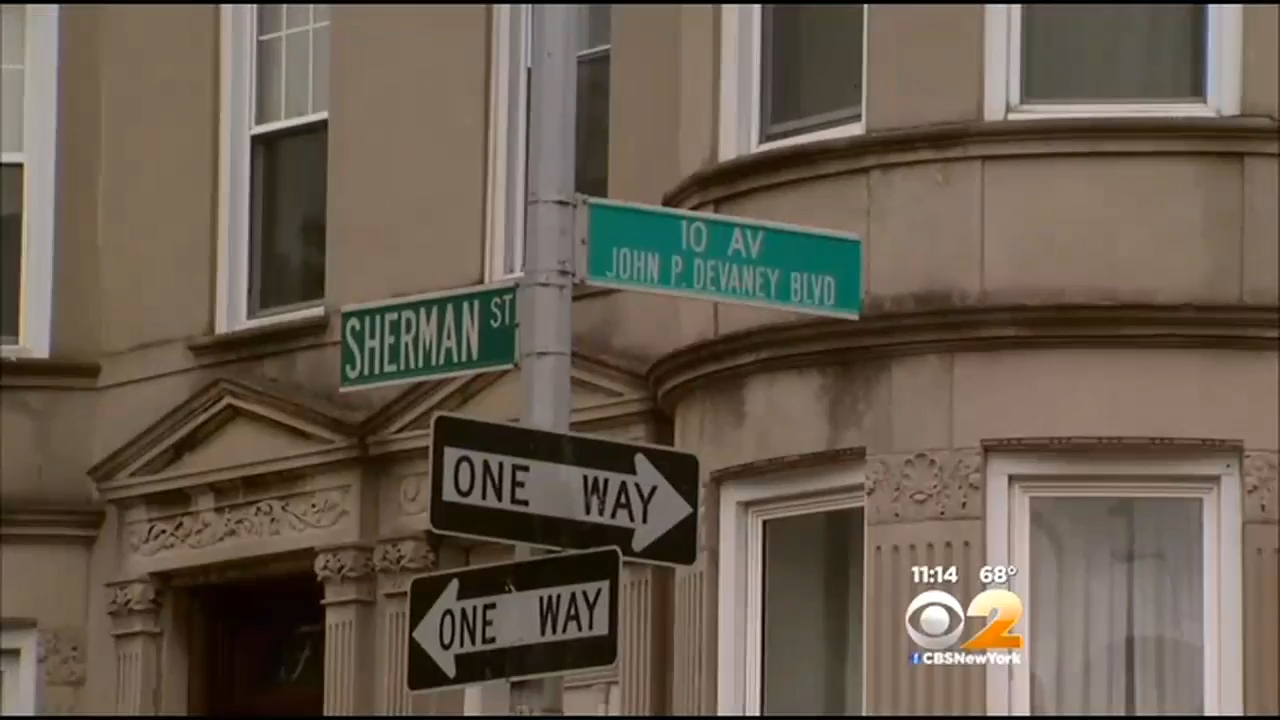 10 AV
JOHN P. DEVANEY BLVD
SHERMAN ST
ONE WAY
ONE WAY
11:14 68°
2
f CBSNewYork